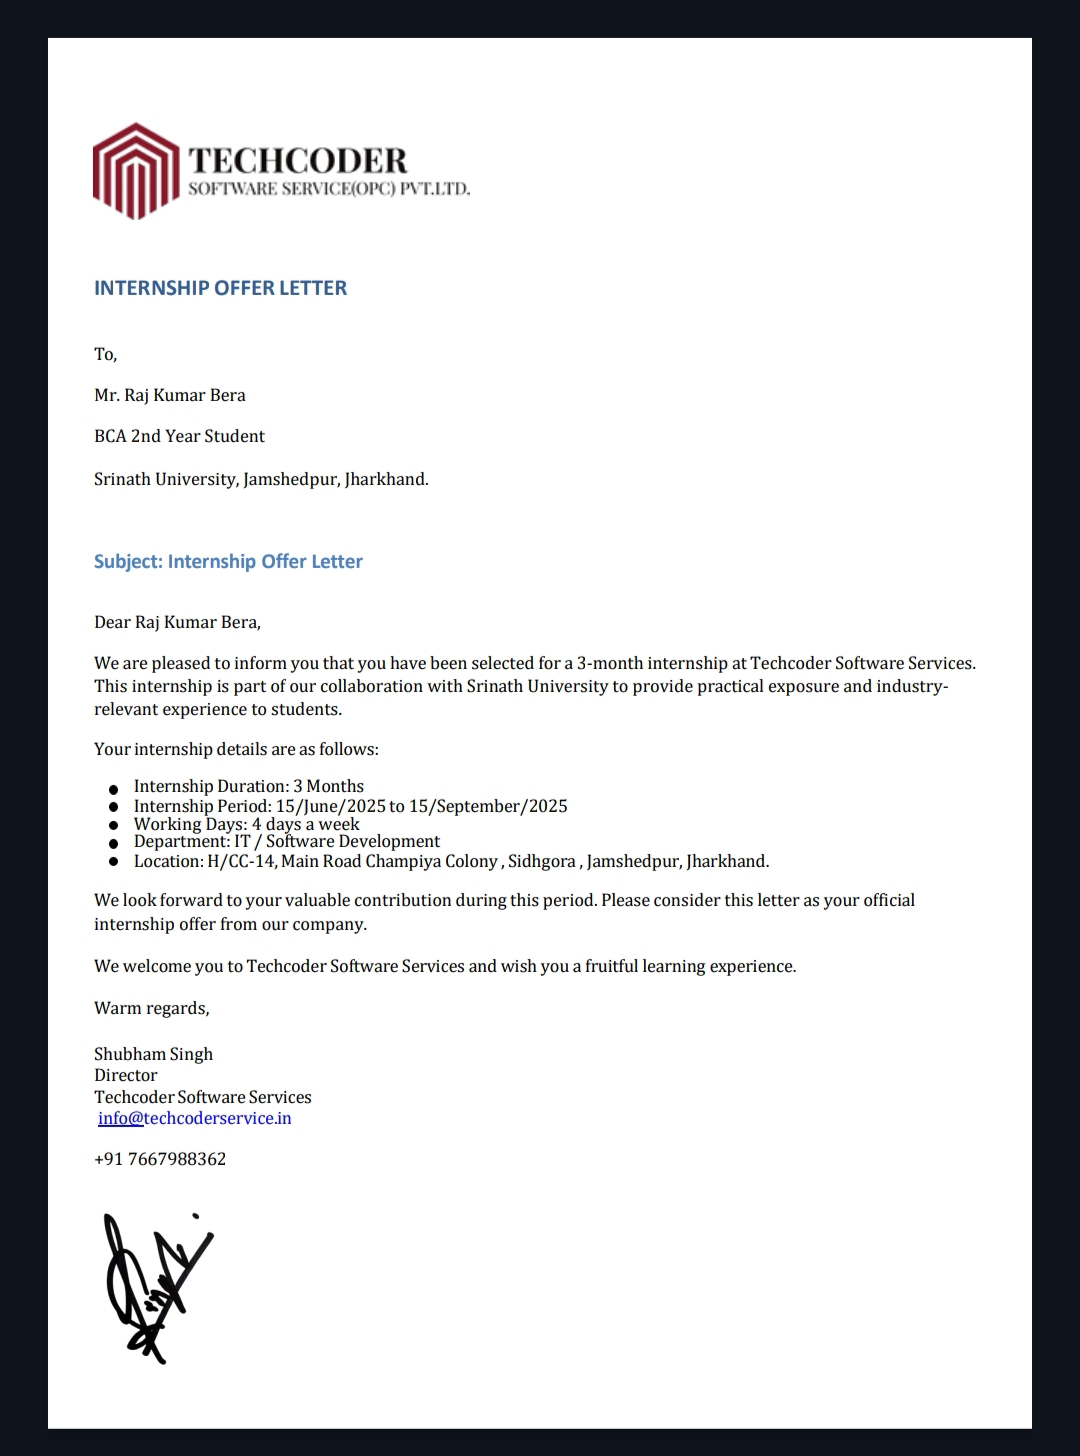 TECHCODER
SOFTWARE SERVICE(OPC) PVT.LTD.
INTERNSHIP OFFER LETTER
To,
Mr. Raj Kumar Bera
BCA 2nd Year Student
Srinath University, Jamshedpur, Jharkhand.
Subject: Internship Offer Letter
Dear Raj Kumar Bera,
We are pleased to inform you that you have been selected for a 3-month internship at Techcoder Software Services.
This internship is part of our collaboration with Srinath University to provide practical exposure and industry-
relevant experience to students.
Your internship details are as follows:
● Internship Duration: 3 Months
● Internship Period: 15/June/2025 to 15/September/2025
● Working Days: 4 days a week
● Department: IT / Software Development
● Location: H/CC-14, Main Road Champiya Colony , Sidhgora , Jamshedpur, Jharkhand.
We look forward to your valuable contribution during this period. Please consider this letter as your official
internship offer from our company.
We welcome you to Techcoder Software Services and wish you a fruitful learning experience.
Warm regards,
Shubham Singh
Director
Techcoder Software Services
info@techcoderservice.in
+91 7667988362